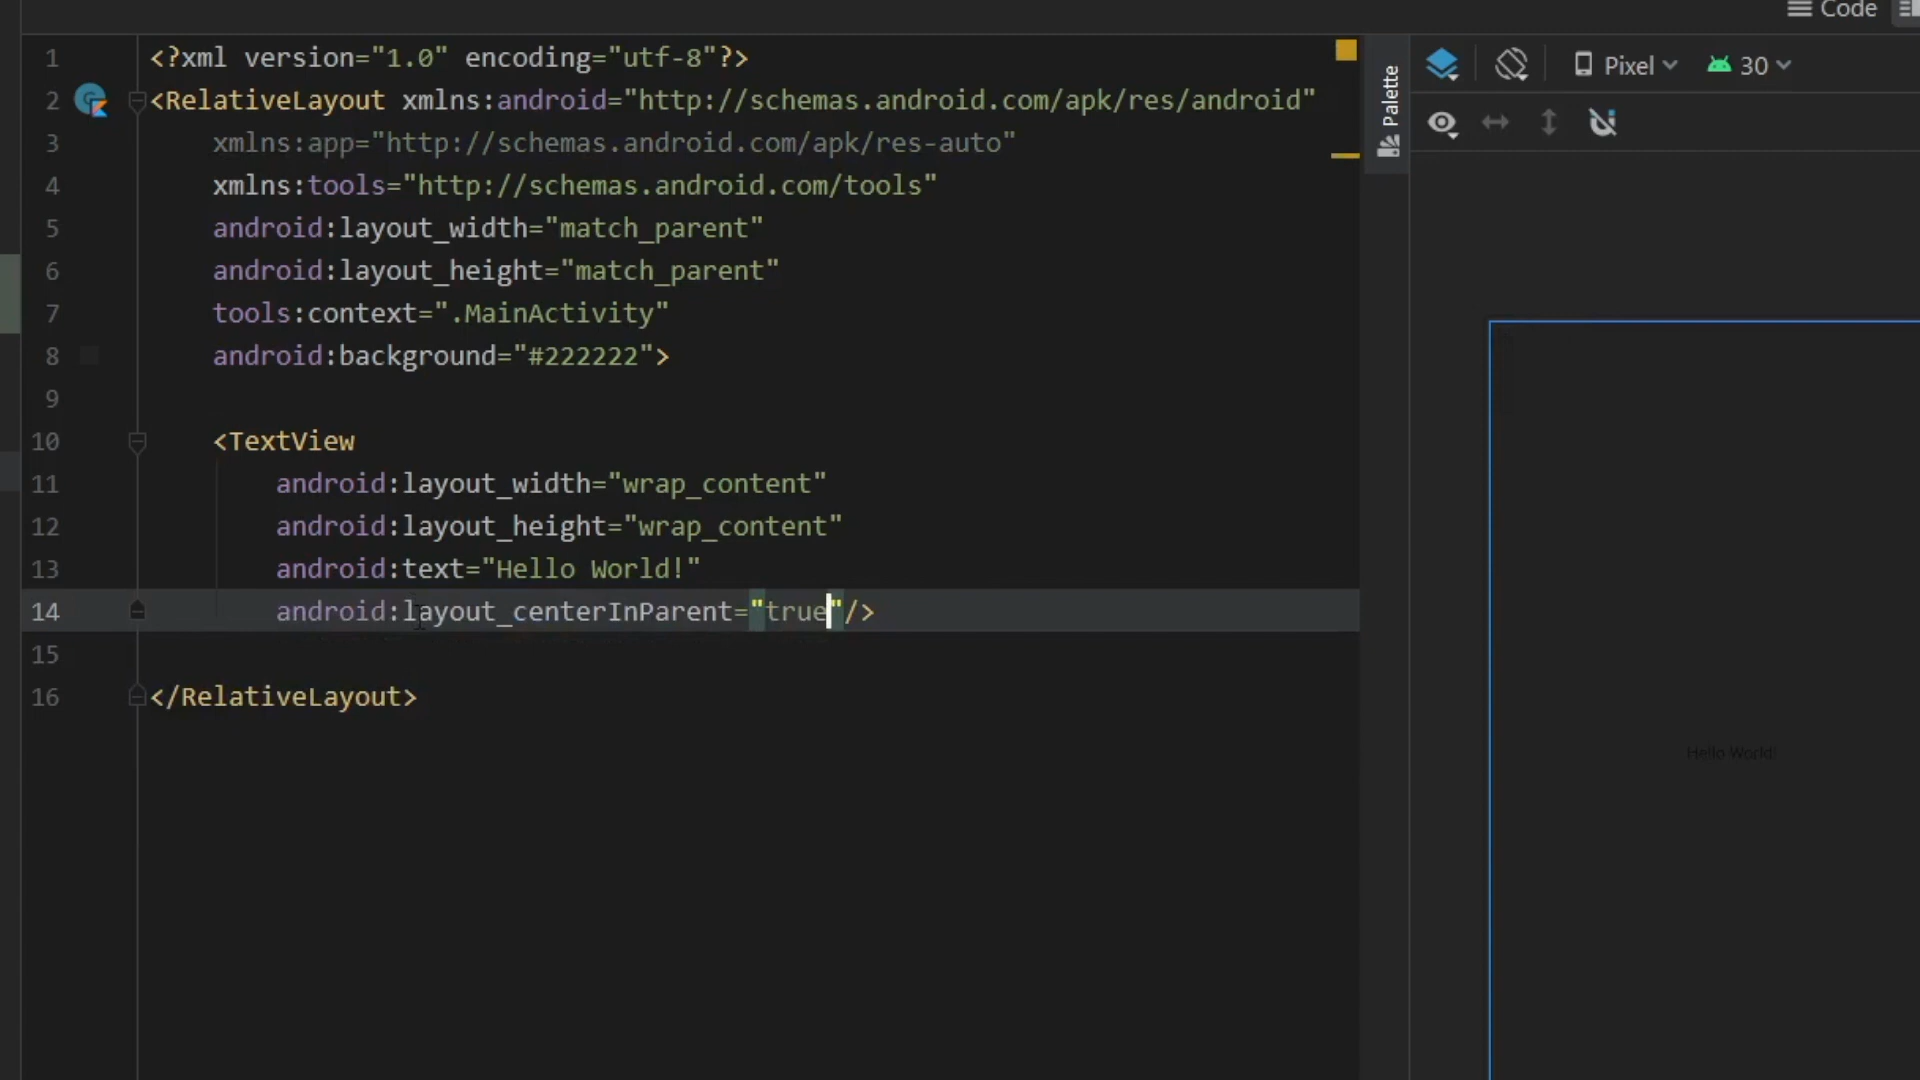 Code
1 <?xml version="1.0" encoding="utf-8"?>
2 <RelativeLayout xmlns:android="http://schemas.android.com/apk/res/android"
3 xmlns:app="http://schemas.android.com/apk/res-auto"
4 xmlns:tools="http://schemas.android.com/tools"
5 android:layout_width="match_parent"
6 android:layout_height="match_parent"
7 tools:context=".MainActivity"
8 android:background="#222222">
9
10 <TextView
11 android:layout_width="wrap_content"
12 android:layout_height="wrap_content"
13 android:text="Hello World!"
14 android:layout_centerInParent="true"/>
15
16 </RelativeLayout>
Palette
Pixel 30
Hello World!